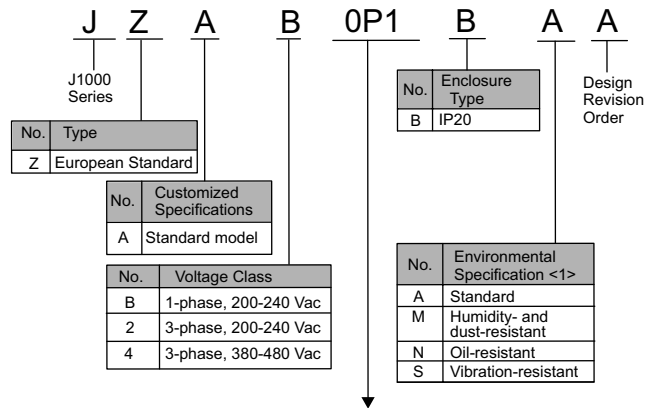 J Z A B 0P1 B A A
J1000
Series
No. Enclosure
Type
B IP20
Design
Revision
Order
No. Type
Z European Standard
No. Customized
Specifications
A Standard model
No. Voltage Class
B 1-phase, 200-240 Vac
2 3-phase, 200-240 Vac
4 3-phase, 380-480 Vac
No. Environmental
Specification <1>
A Standard
M Humidity- and
dust-resistant
N Oil-resistant
S Vibration-resistant